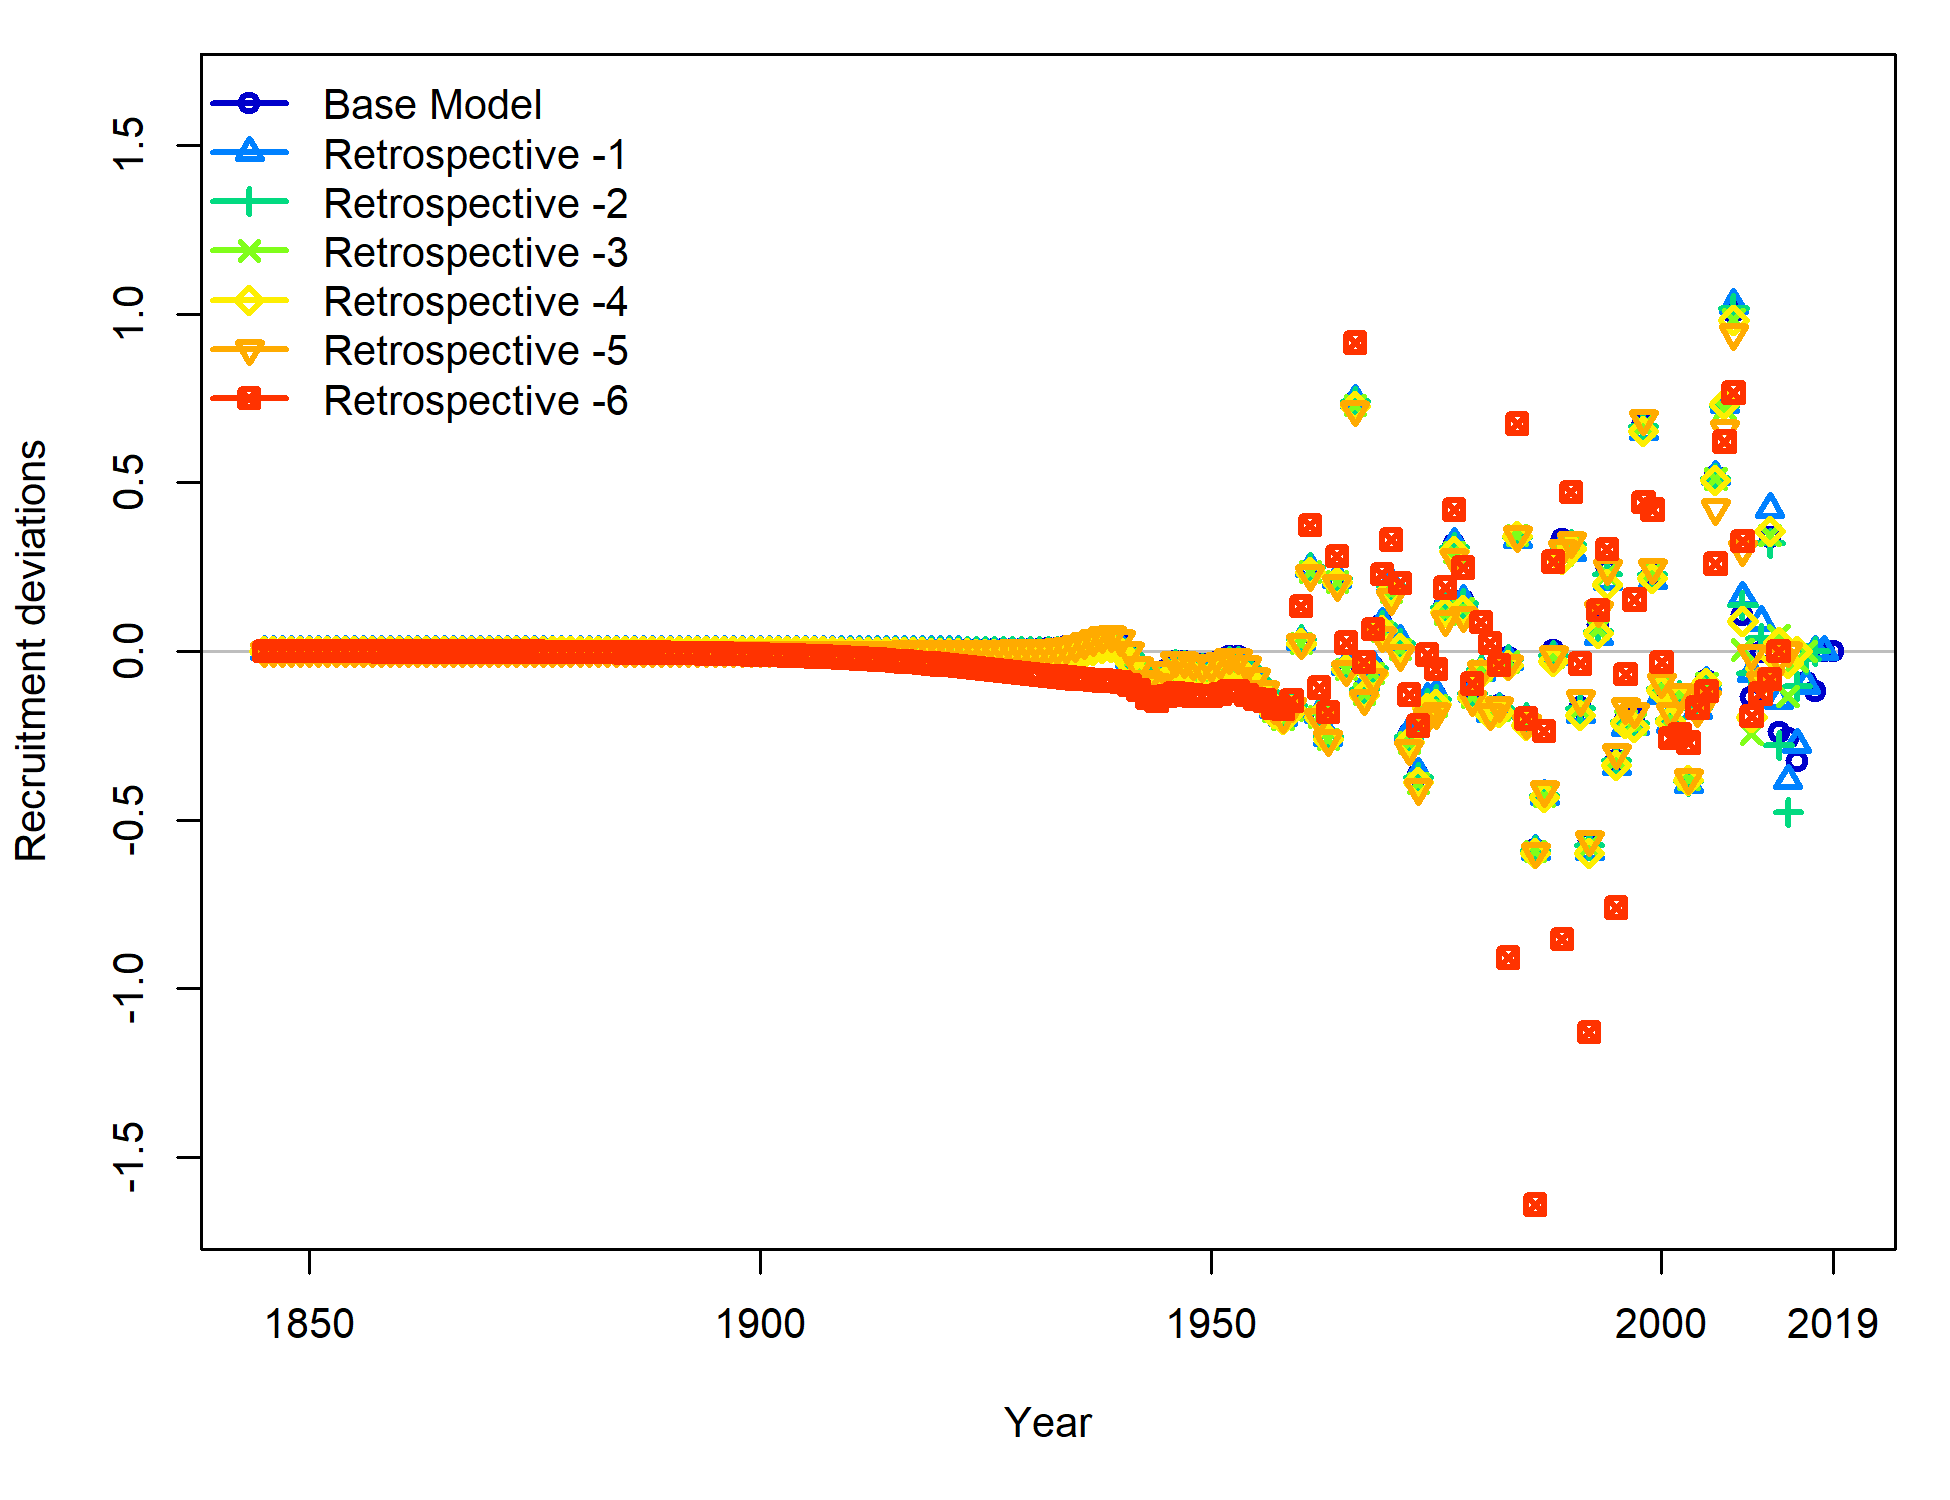 Base Model
Retrospective -1
Retrospective -2
Retrospective -3
Retrospective -4
Retrospective -5
Retrospective -6
Recruitment deviations
1.5
1.0
0.5
0.0
-0.5
-1.0
-1.5
1850 1900 1950 2000 2019
Year